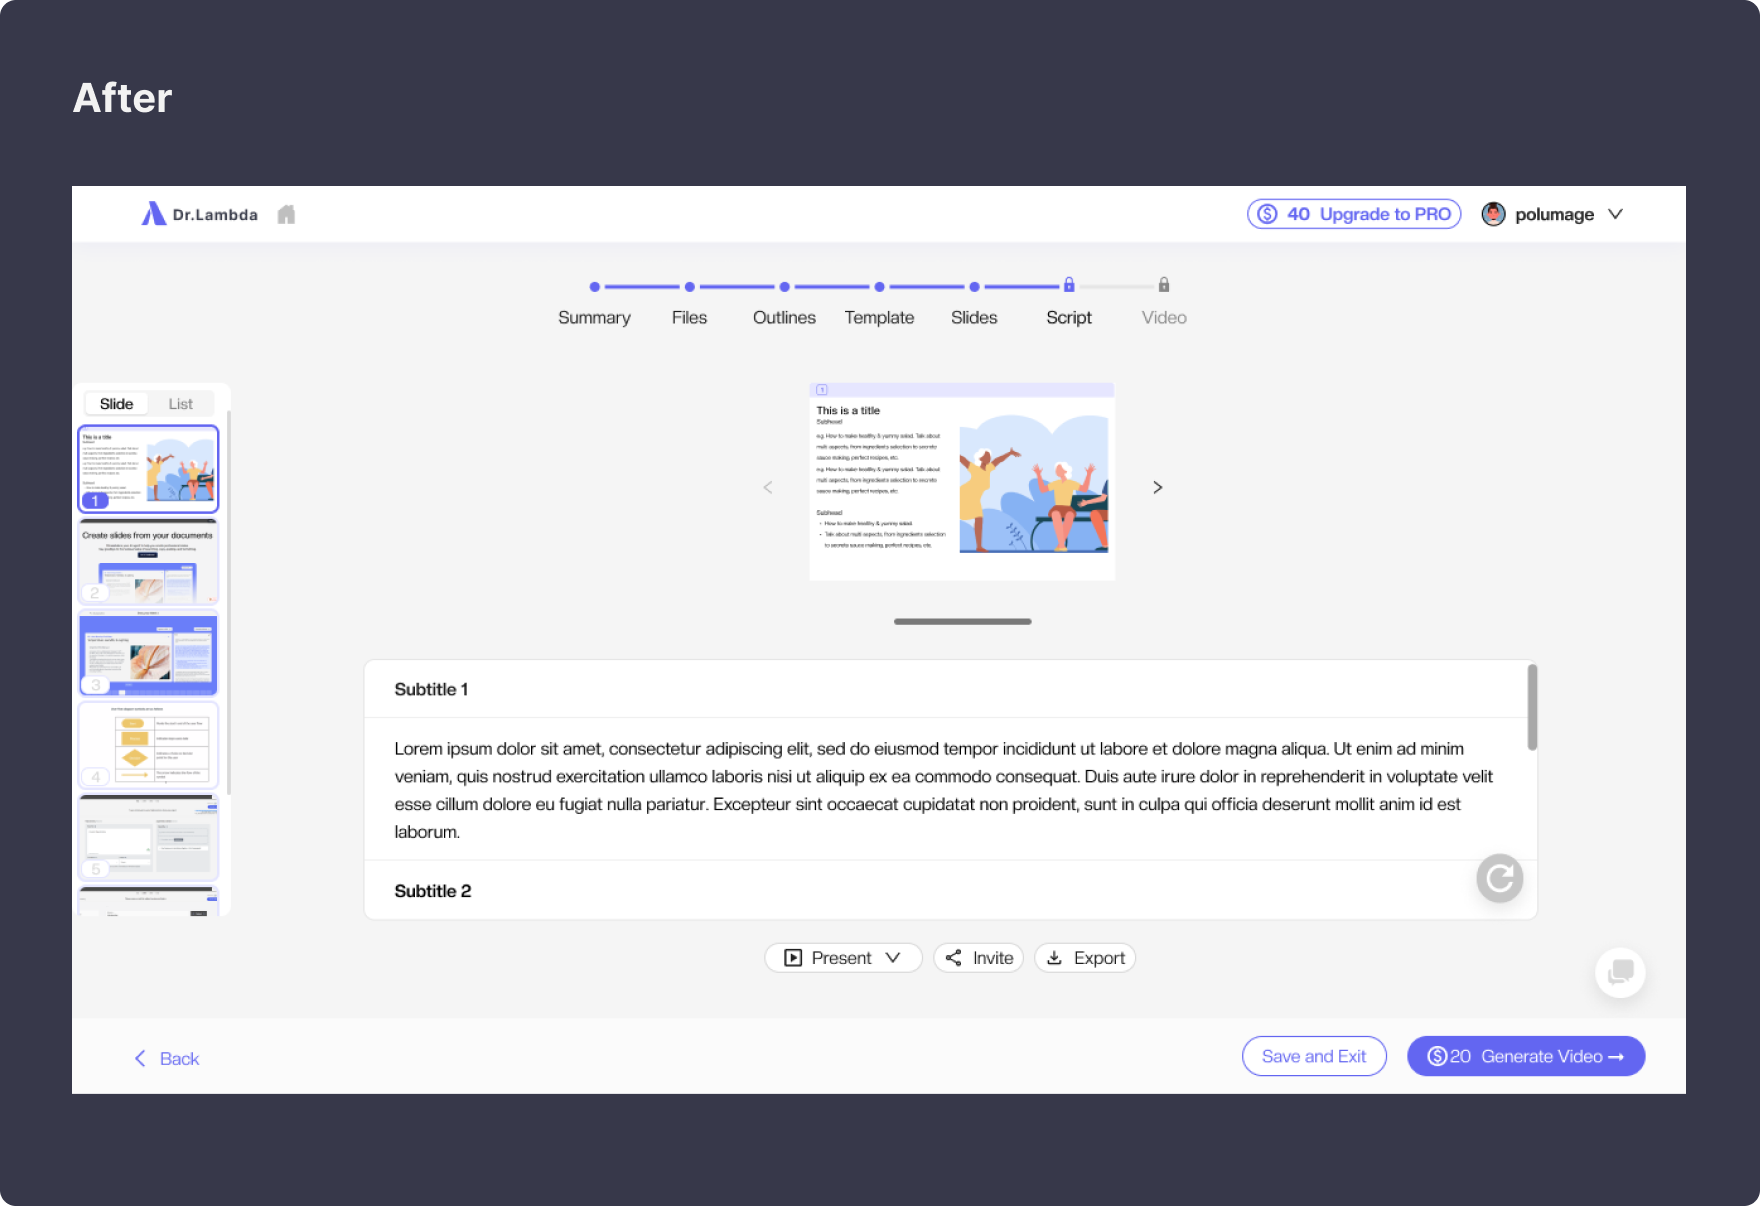 After
Dr.Lambda
40 Upgrade to PRO
polumage
Summary
Files
Outlines
Template
Slides
Script
Video
Slide
List
This is a title
Subhead
1
Create slides from your documents
2
3
4
5
1
This is a title
Subhead
e.g. How to make healthy & yummy salad. Talk about
multi aspects, from ingredients selection to secrete
sauce making, perfect recipes, etc.
e.g. How to make healthy & yummy salad. Talk about
multi aspects, from ingredients selection to secrete
sauce making, perfect recipes, etc.
Subhead
• How to make healthy & yummy salad.
• Talk about multi aspects, from ingredients selection
to secrete sauce making, perfect recipes, etc.
Subtitle 1
Lorem ipsum dolor sit amet, consectetur adipiscing elit, sed do eiusmod tempor incididunt ut labore et dolore magna aliqua. Ut enim ad minim
veniam, quis nostrud exercitation ullamco laboris nisi ut aliquip ex ea commodo consequat. Duis aute irure dolor in reprehenderit in voluptate velit
esse cillum dolore eu fugiat nulla pariatur. Excepteur sint occaecat cupidatat non proident, sunt in culpa qui officia deserunt mollit anim id est
laborum.
Subtitle 2
Present
Invite
Export
Back
Save and Exit
$20 Generate Video →